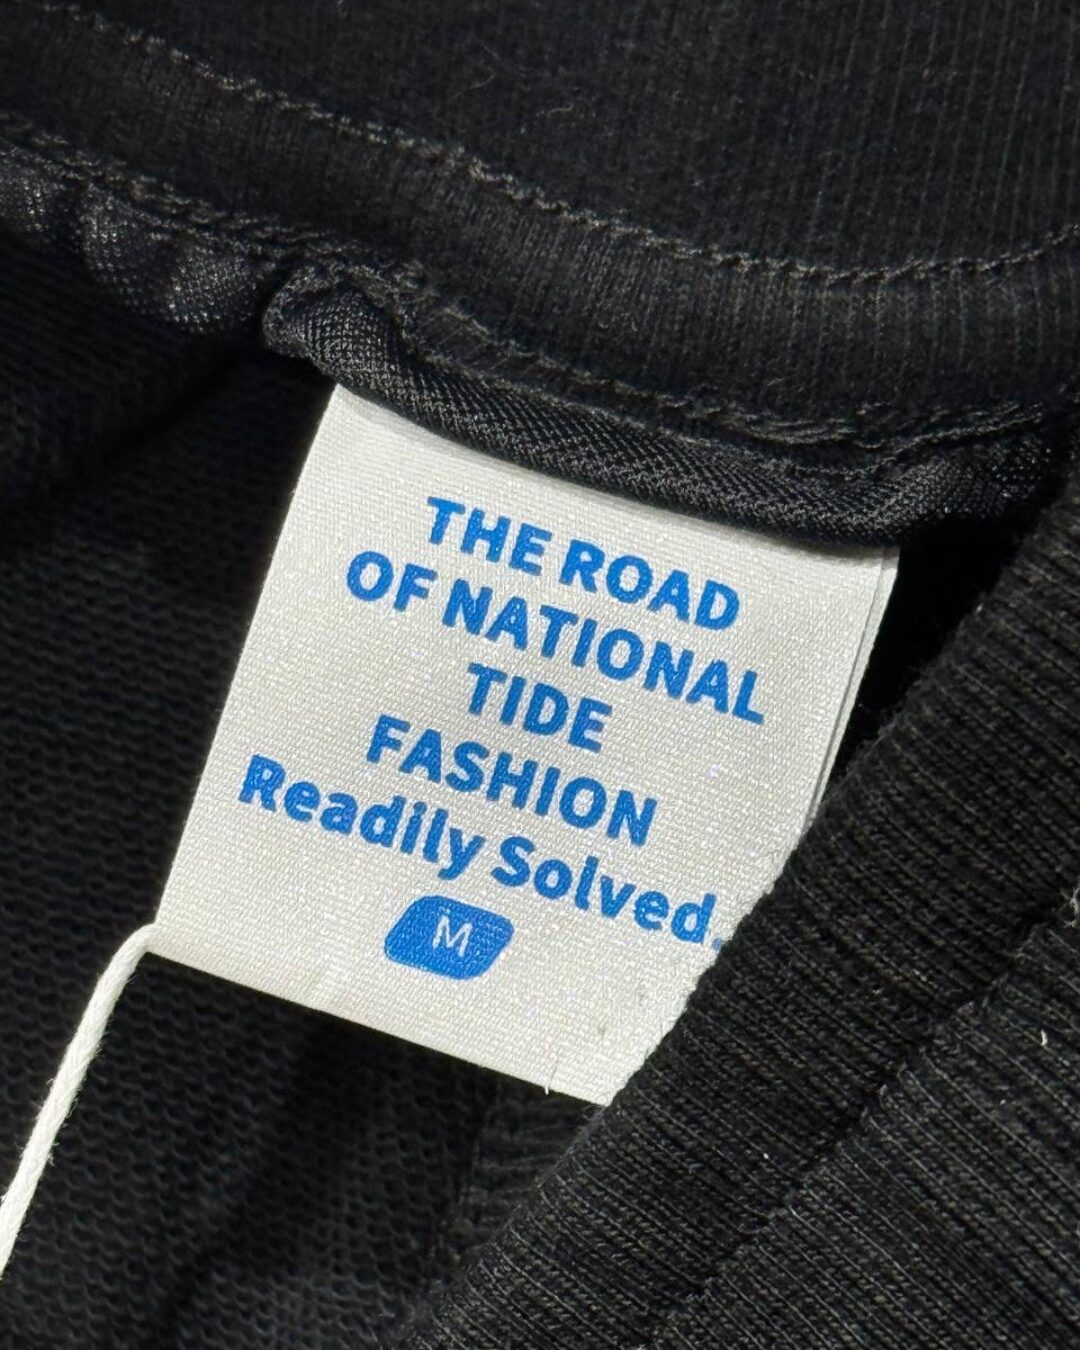 THE ROAD
OF NATIONAL
TIDE
FASHION
Readily Solved.
M